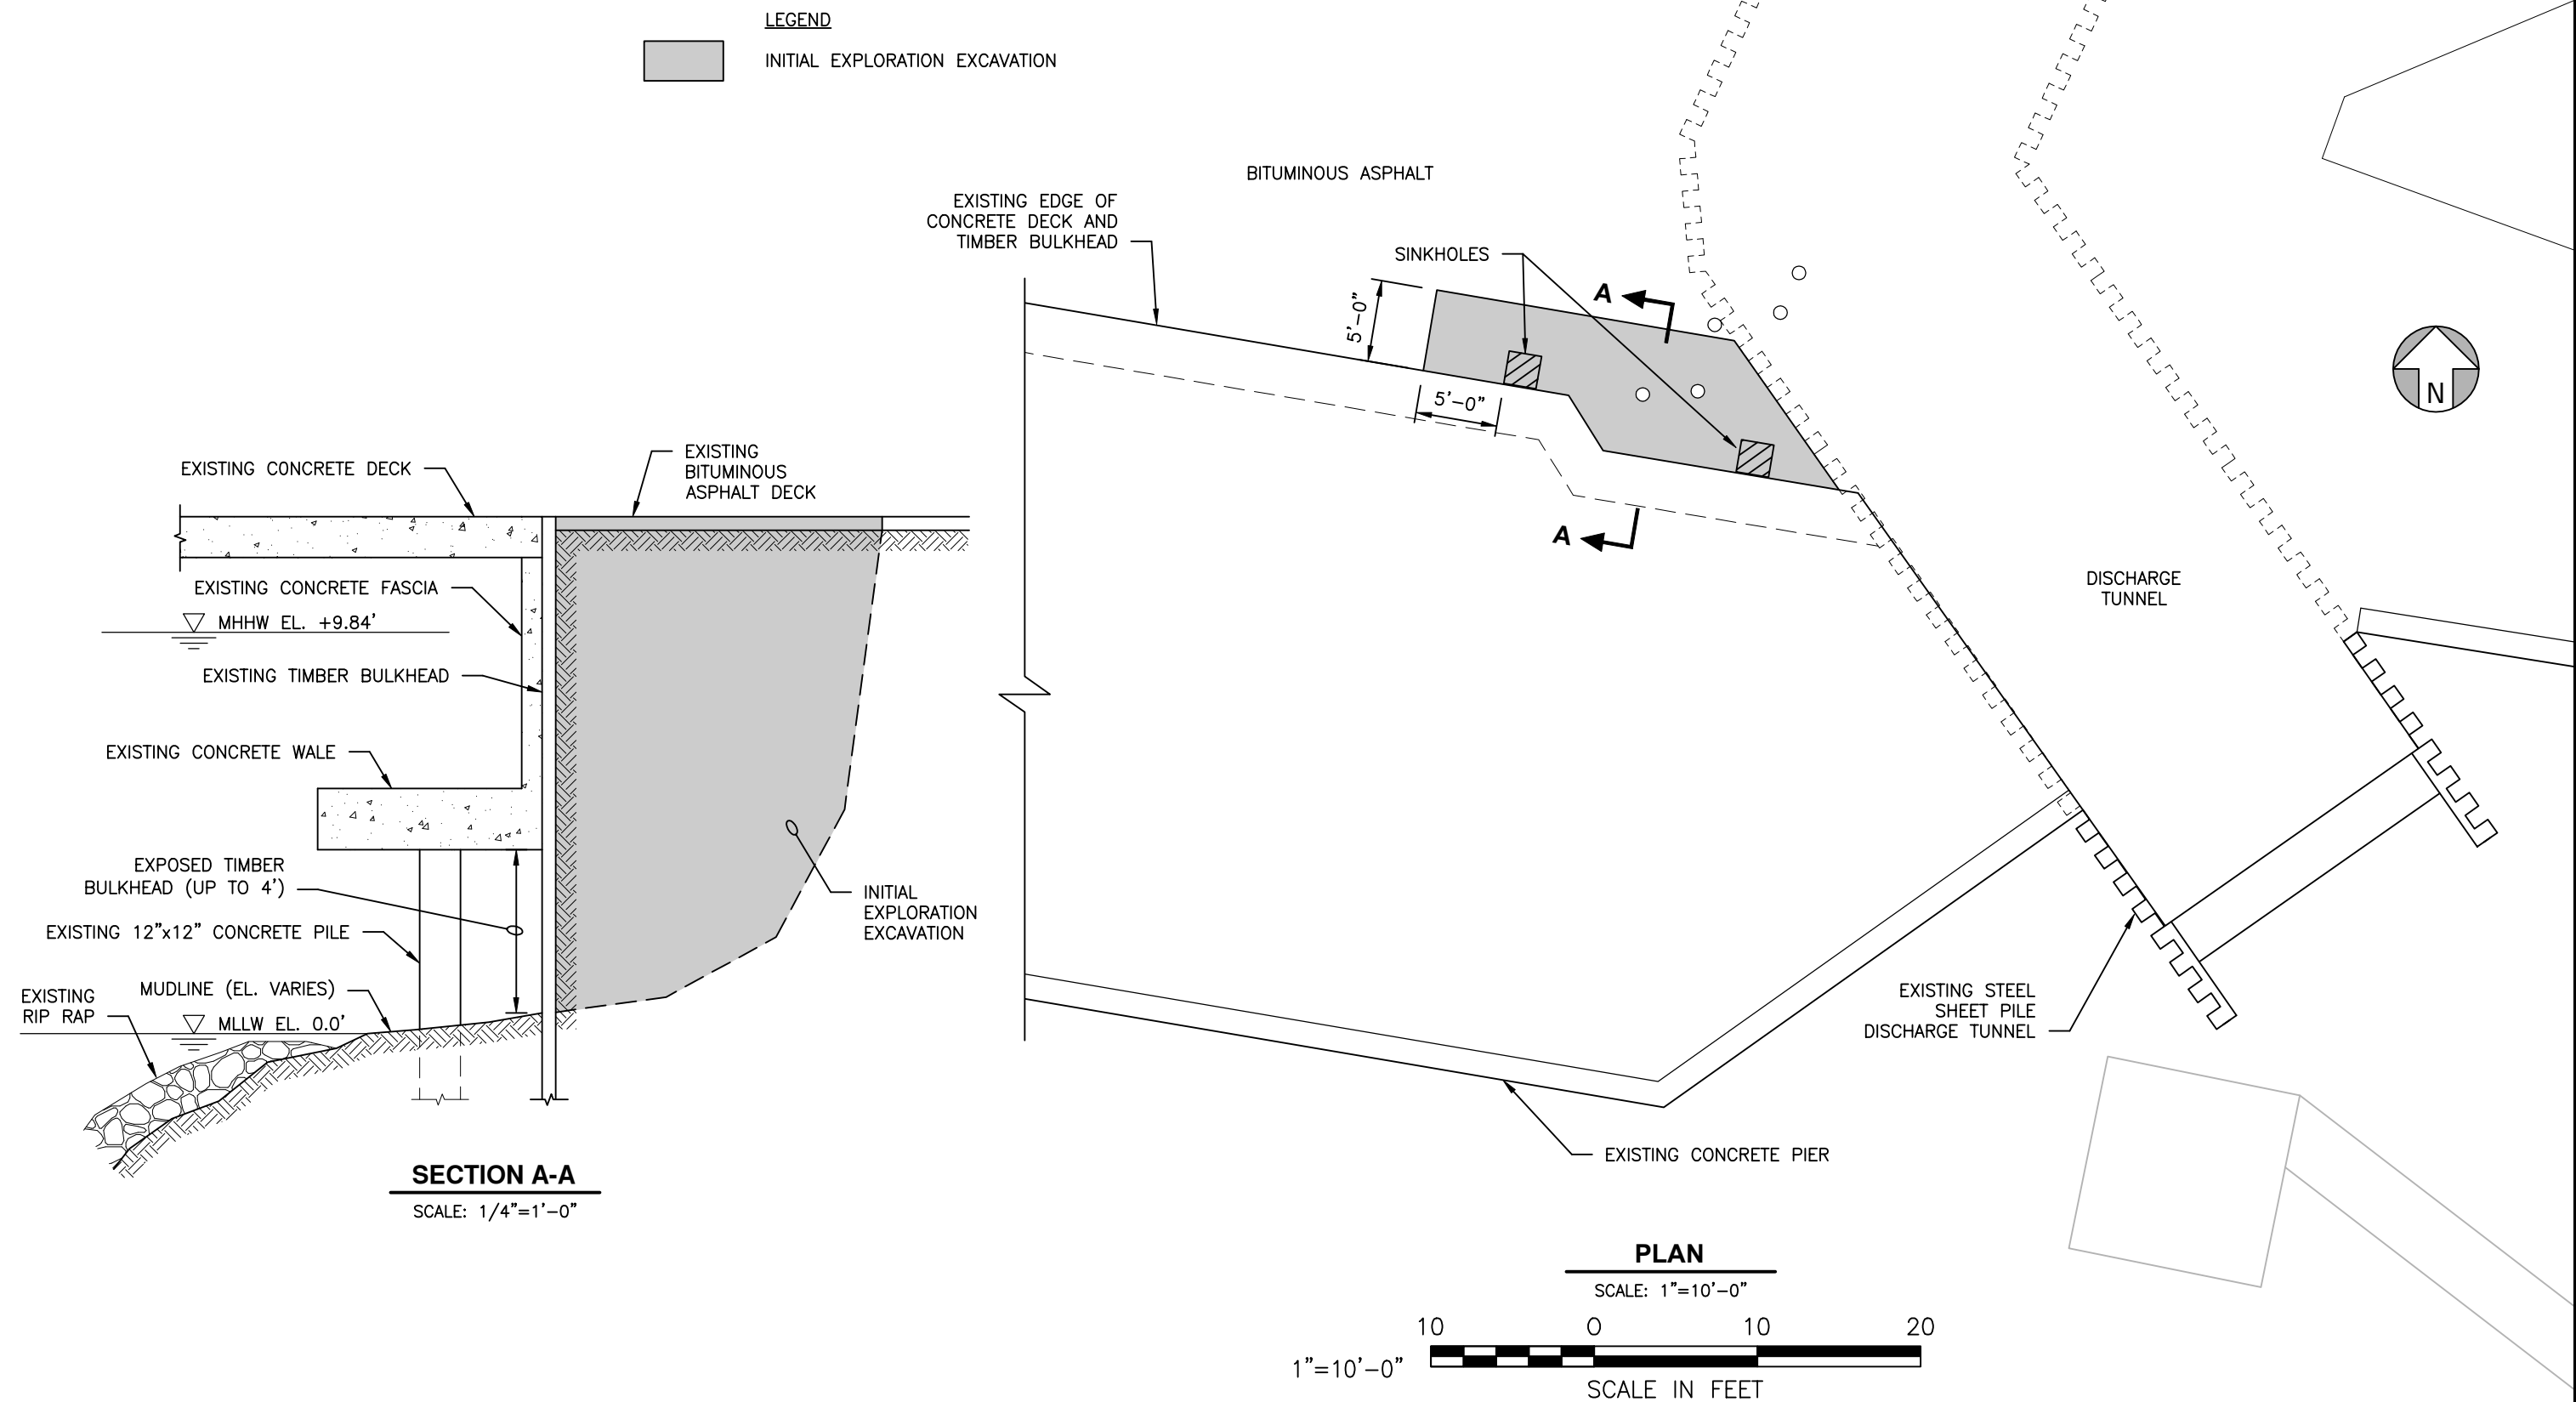 LEGEND
INITIAL EXPLORATION EXCAVATION
BITUMINOUS ASPHALT
EXISTING EDGE OF
CONCRETE DECK AND
TIMBER BULKHEAD
SINKHOLES
A
5'-0"
5'-0"
A
N
DISCHARGE
TUNNEL
EXISTING STEEL
SHEET PILE
DISCHARGE TUNNEL
EXISTING CONCRETE PIER
EXISTING CONCRETE DECK
EXISTING
BITUMINOUS
ASPHALT DECK
EXISTING CONCRETE FASCIA
MHHW EL. +9.84'
EXISTING TIMBER BULKHEAD
EXISTING CONCRETE WALE
EXPOSED TIMBER
BULKHEAD (UP TO 4')
EXISTING 12"x12" CONCRETE PILE
INITIAL
EXPLORATION
EXCAVATION
MUDLINE (EL. VARIES)
EXISTING
RIP RAP
MLLW EL. 0.0'
SECTION A-A
SCALE: 1/4"=1'-0"
PLAN
SCALE: 1"=10'-0"
10 0 10 20
1"=10'-0"
SCALE IN FEET